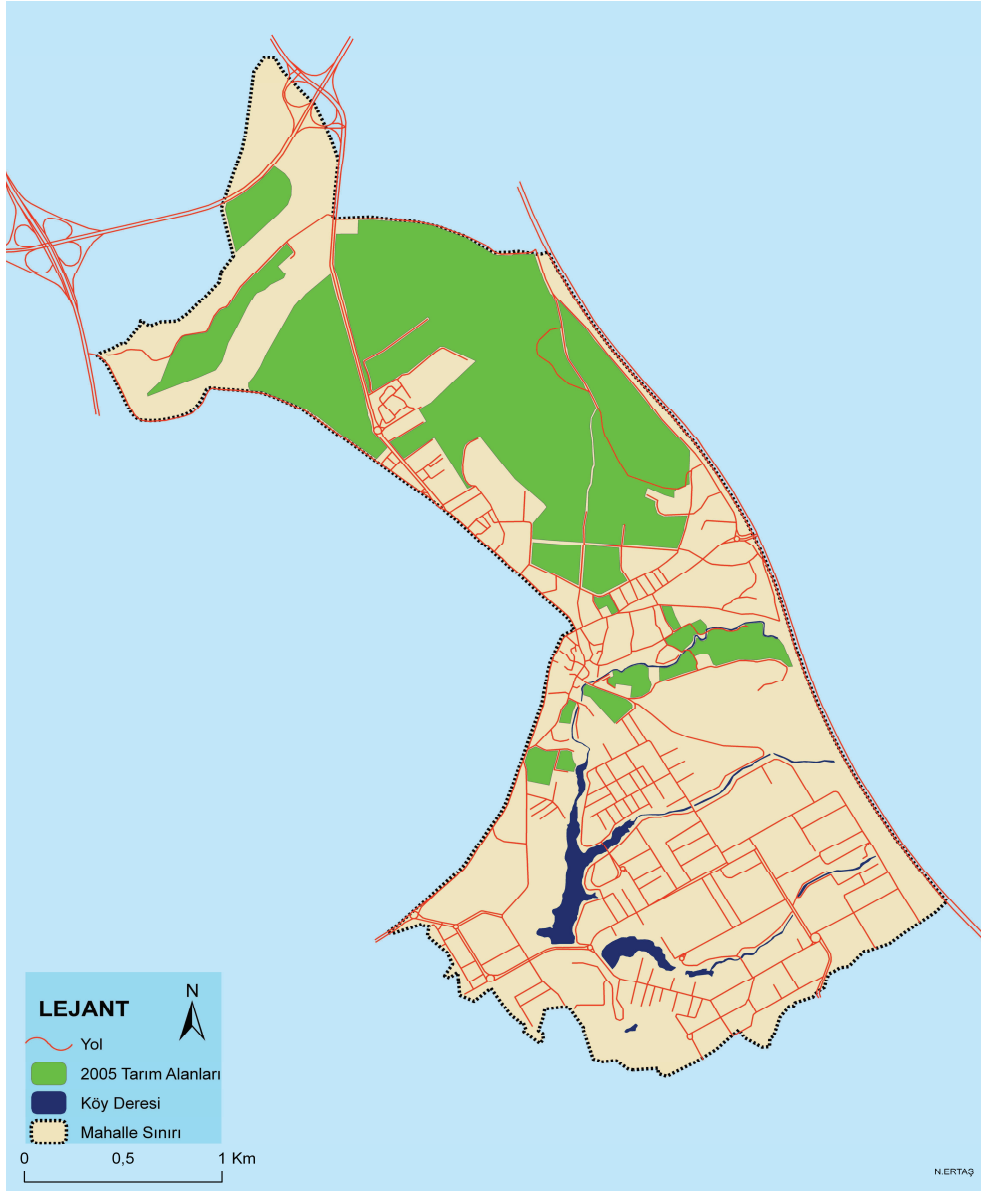 LEJANT
N
Yol
2005 Tarım Alanları
Köy Deresi
Mahalle Sınırı
0 0,5 1 Km
N.ERTAŞ